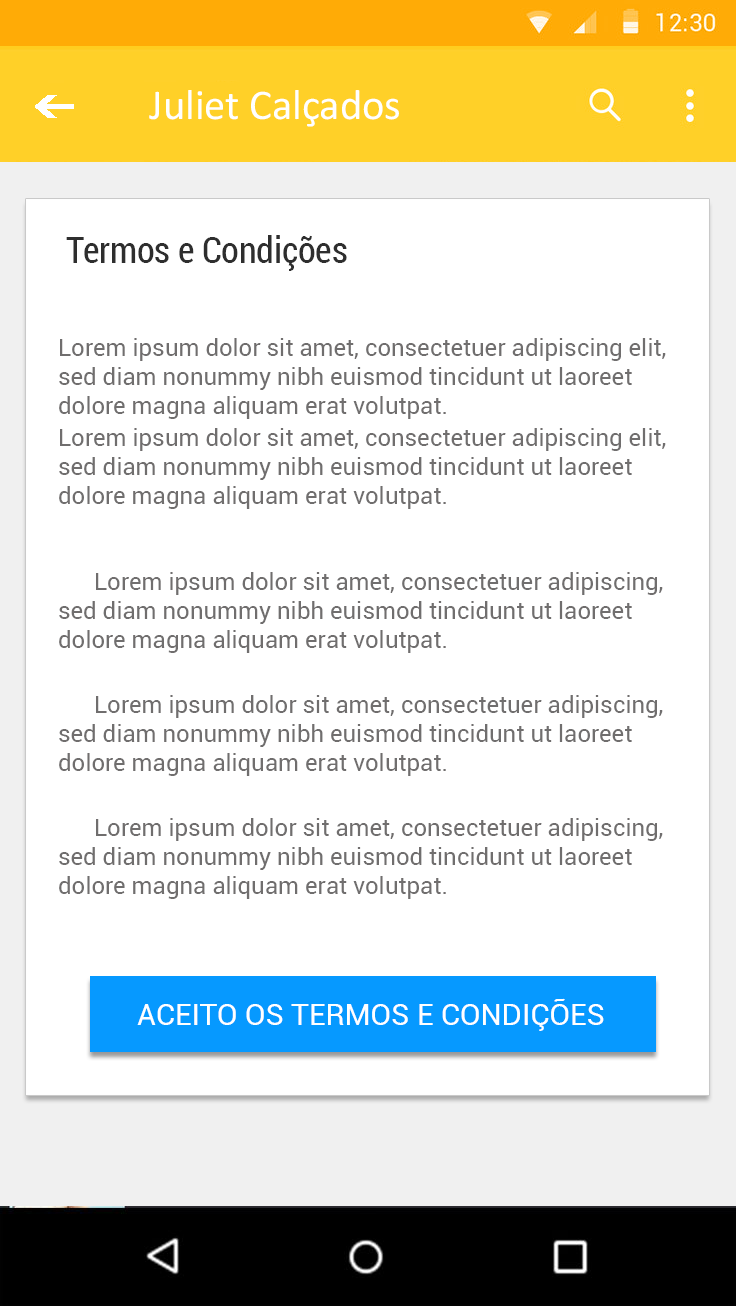 12:30
Juliet Calçados
Termos e Condições
Lorem ipsum dolor sit amet, consectetuer adipiscing elit,
sed diam nonummy nibh euismod tincidunt ut laoreet
dolore magna aliquam erat volutpat.
Lorem ipsum dolor sit amet, consectetuer adipiscing elit,
sed diam nonummy nibh euismod tincidunt ut laoreet
dolore magna aliquam erat volutpat.
Lorem ipsum dolor sit amet, consectetuer adipiscing,
sed diam nonummy nibh euismod tincidunt ut laoreet
dolore magna aliquam erat volutpat.
Lorem ipsum dolor sit amet, consectetuer adipiscing,
sed diam nonummy nibh euismod tincidunt ut laoreet
dolore magna aliquam erat volutpat.
Lorem ipsum dolor sit amet, consectetuer adipiscing,
sed diam nonummy nibh euismod tincidunt ut laoreet
dolore magna aliquam erat volutpat.
ACEITO OS TERMOS E CONDIÇÕES